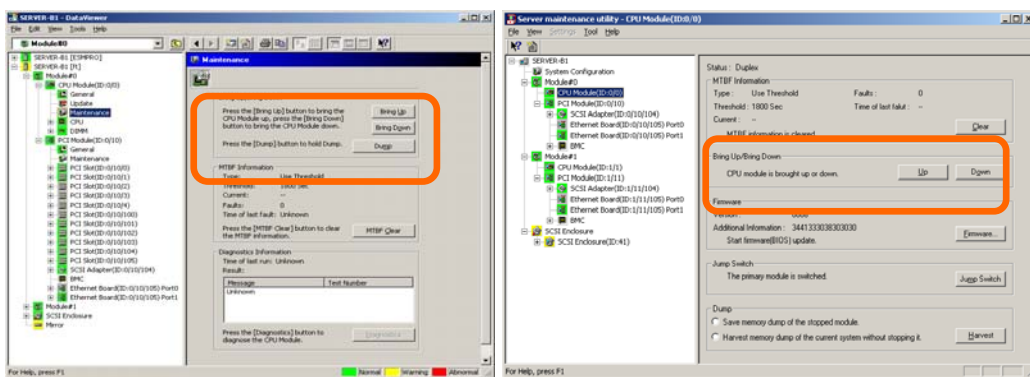 SERVER-B1 - DataViewer
File Edit View Tools Help
Module#0
SERVER-B1 [ESMPRO]
SERVER-B1 [ft]
Module#0
CPU Module(ID:0/0)
General
Update
Maintenance
CPU
DIMM
PCI Module(ID:0/10)
General
Maintenance
PCI Slot(ID:0/10/0)
PCI Slot(ID:0/10/1)
PCI Slot(ID:0/10/2)
PCI Slot(ID:0/10/3)
PCI Slot(ID:0/10/4)
PCI Slot(ID:0/10/100)
PCI Slot(ID:0/10/101)
PCI Slot(ID:0/10/102)
PCI Slot(ID:0/10/103)
PCI Slot(ID:0/10/104)
PCI Slot(ID:0/10/105)
SCSI Adapter(ID:0/10/104)
BMC
Ethernet Board(ID:0/10/105) Port0
Ethernet Board(ID:0/10/105) Port1
Module#1
SCSI Enclosure
Mirror
Maintenance
Press the [Bring Up] button to bring the
CPU Module up, press the [Bring Down]
button to bring the CPU Module down.
Bring Up
Bring Down
Press the [Dump] button to hold Dump.
Dump
MTBF Information
Type: Use Threshold
Threshold: 1800 Sec
Current: --
Faults: 0
Time of last fault: Unknown
Press the [MTBF Clear] button to clear
the MTBF information.
MTBF Clear
Diagnostics Information
Time of last run: Unknown
Result:
Message Test Number
Unknown
Press the [Diagnostics] button to
diagnose the CPU Module.
Diagnostics
For Help, press F1
Normal Warning Abnormal
Server maintenance utility - CPU Module(ID:0/0)
File View Settings Tool Help
SERVER-B1
System Configuration
Module#0
CPU Module(ID:0/0)
PCI Module(ID:0/10)
SCSI Adapter(ID:0/10/104)
Ethernet Board(ID:0/10/105) Port0
Ethernet Board(ID:0/10/105) Port1
BMC
Module#1
CPU Module(ID:1/1)
PCI Module(ID:1/11)
SCSI Adapter(ID:1/11/104)
Ethernet Board(ID:1/11/105) Port0
Ethernet Board(ID:1/11/105) Port1
BMC
SCSI Enclosure
SCSI Enclosure(ID:41)
Status : Duplex
MTBF Information
Type : Use Threshold Faults : 0
Threshold : 1800 Sec Time of last falut : --
Current : --
MTBF information is cleared.
Clear
Bring Up/Bring Down
CPU module is brought up or down.
Up Down
Firmware
Version :
Additional Information : 3441333038303030
Start firmware(BIOS) update.
Firmware...
Jump Switch
The primary module is switched.
Jump Switch
Dump
Save memory dump of the stopped module.
Harvest memory dump of the current system without stopping it.
Harvest
For Help, press F1